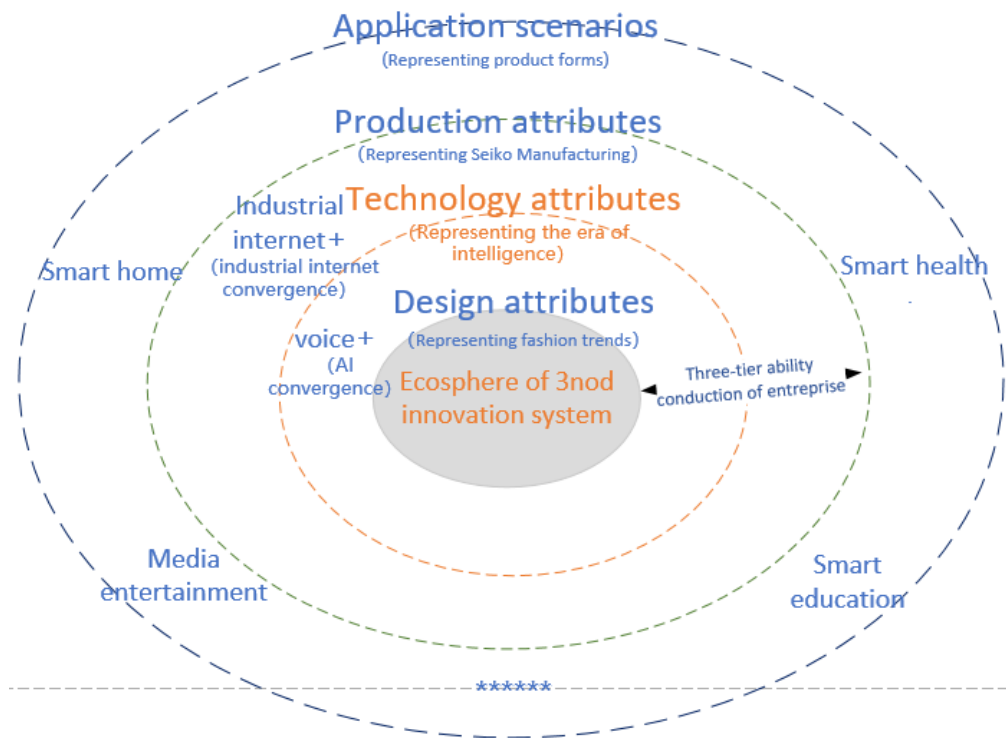 Application scenarios
(Representing product forms)
Production attributes
(Representing Seiko Manufacturing)
Technology attributes
(Representing the era of
intelligence)
Industrial
internet+
(industrial internet
convergence)
Smart home
Smart health
Design attributes
(Representing fashion trends)
voice+
(AI
convergence)
Ecosphere of 3nod
innovation system
Three-tier ability
conduction of entreprise
Media
entertainment
Smart
education
******